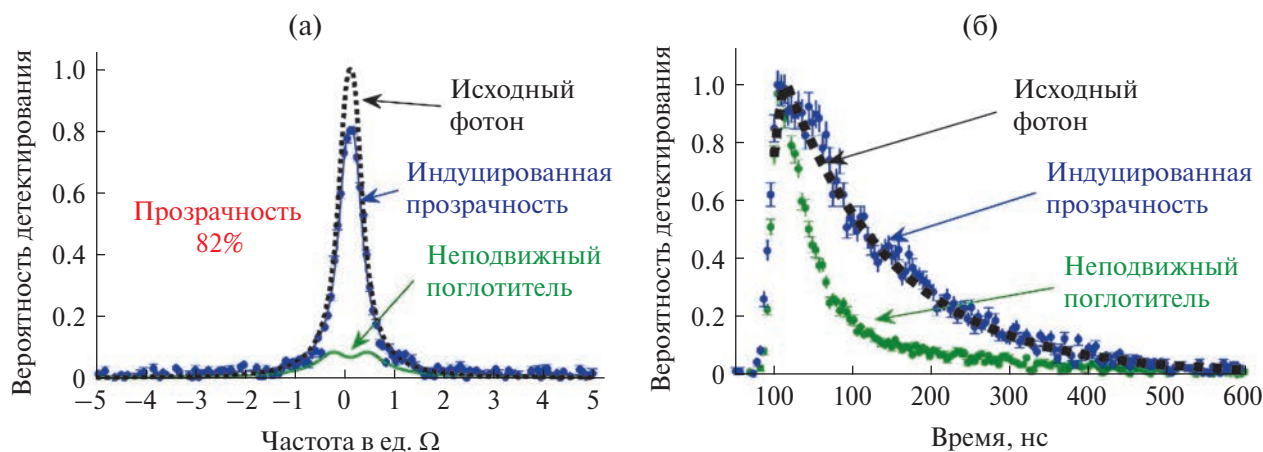 (а)
Вероятность детектирования
1.0
0.8
0.6
0.4
0.2
0
Исходный
фотон
Индуцированная
прозрачность
Прозрачность
82%
Неподвижный
поглотитель
−5 −4 −3 −2 −1 0 1 2 3 4 5
Частота в ед. Ω
(б)
Вероятность детектирования
1.0
0.8
0.6
0.4
0.2
0
Исходный
фотон
Индуцированная
прозрачность
Неподвижный
поглотитель
100 100 200 300 400 500 600
Время, нс